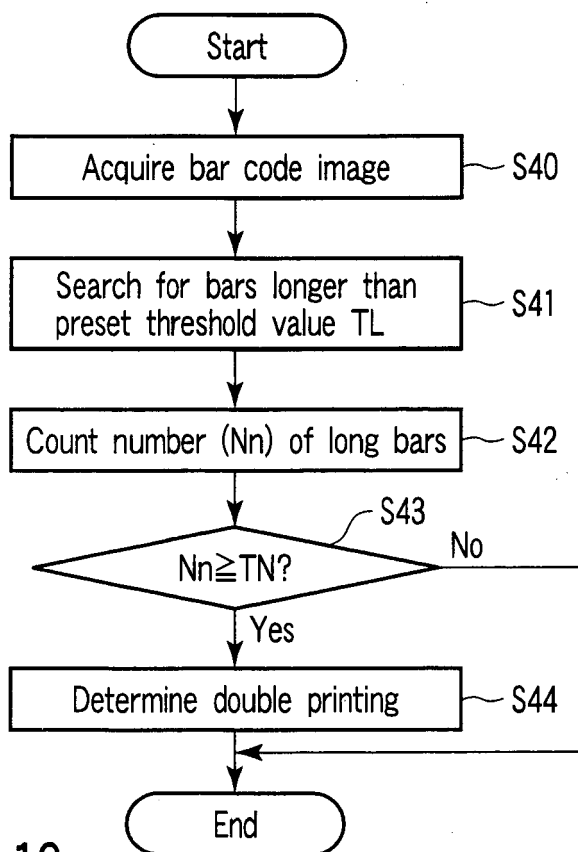 Start
Acquire bar code image
S40
Search for bars longer than
preset threshold value TL
S41
Count number (Nn) of long bars
S42
S43
Nn≧TN?
No
Yes
Determine double printing
S44
End